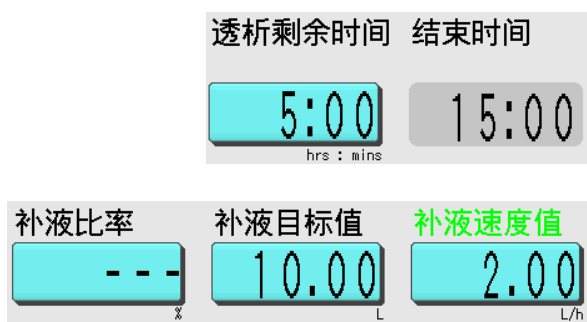 透析剩余时间 结束时间
5:00 15:00
hrs : mins
补液比率 补液目标值 补液速度值
--- 10.00 2.00
% L L/h